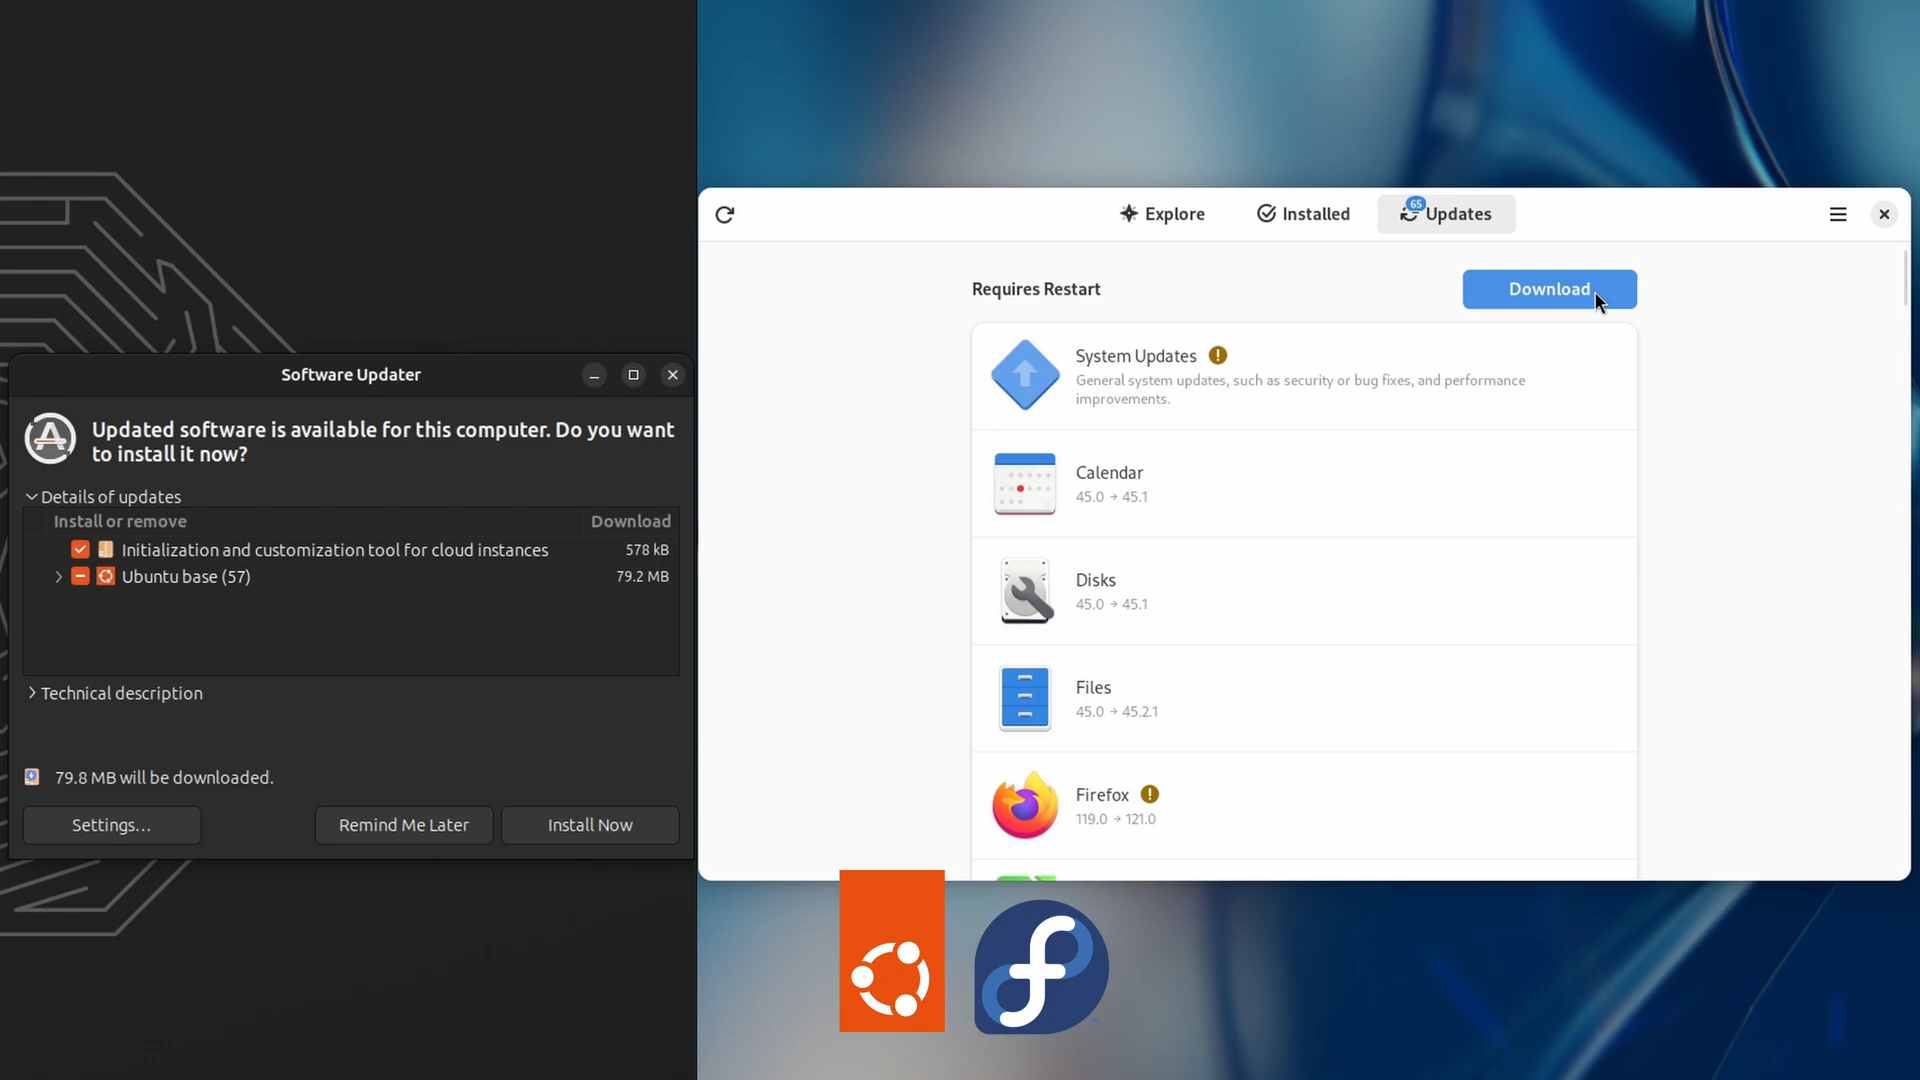 Software Updater
Updated software is available for this computer. Do you want
to install it now?
Details of updates
Install or remove Download
Initialization and customization tool for cloud instances 578 kB
Ubuntu base (57) 79.2 MB
Technical description
79.8 MB will be downloaded.
Settings… Remind Me Later Install Now
Explore Installed 65 Updates
Requires Restart Download
System Updates
General system updates, such as security or bug fixes, and performance
improvements.
Calendar
45.0 → 45.1
Disks
45.0 → 45.1
Files
45.0 → 45.2.1
Firefox
119.0 → 121.0